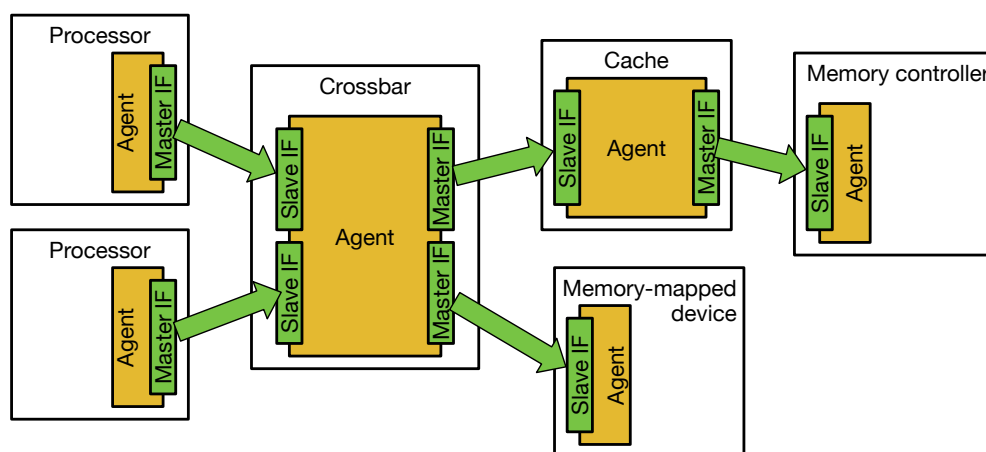 Processor
Agent
Master IF
Processor
Agent
Master IF
Crossbar
Slave IF
Slave IF
Agent
Master IF
Master IF
Cache
Slave IF
Agent
Master IF
Memory-mapped
device
Slave IF
Agent
Memory controller
Slave IF
Agent